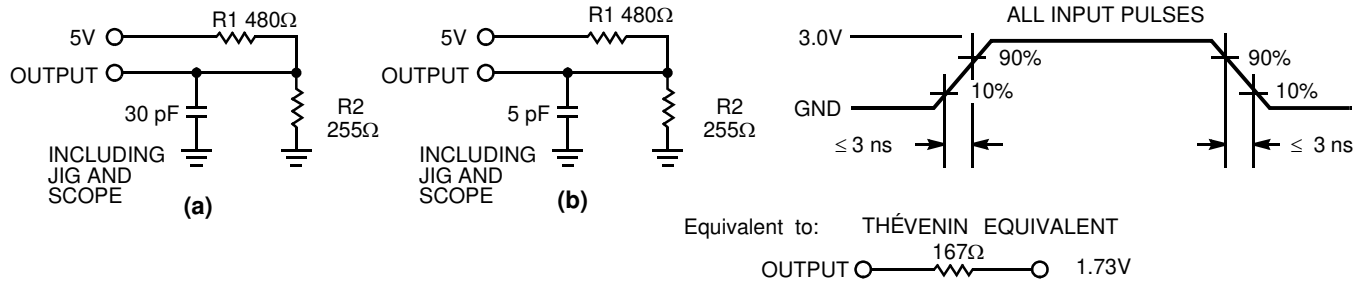 R1 480Ω
5V
OUTPUT
30 pF
R2
255Ω
INCLUDING
JIG AND
SCOPE
(a)
R1 480Ω
5V
OUTPUT
5 pF
R2
255Ω
INCLUDING
JIG AND
SCOPE
(b)
ALL INPUT PULSES
3.0V
90%
10%
GND
90%
10%
≤ 3 ns
≤ 3 ns
Equivalent to: THÉVENIN EQUIVALENT
167Ω
OUTPUT 1.73V